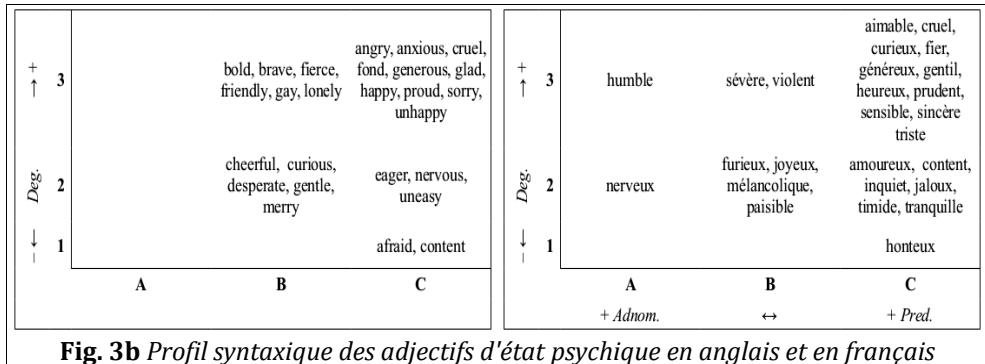 angry, anxious, cruel,
bold, brave, fierce, fond, generous, glad,
friendly, gay, lonely happy, proud, sorry,
unhappy
+ → 3
cheerful, curious,
desperate, gentle, eager, nervous,
merry uneasy
Deg. 2
afraid, content
– ← 1
A B C
aimable, cruel,
curieux, fier,
généreux, gentil,
humble sévère, violent heureux, prudent,
sensible, sincère
triste
+ → 3
furieux, joyeux, amoureux, content,
nerveux mélancolique, inquiet, jaloux,
paisible timide, tranquille
Deg. 2
honteux
– ← 1
A B C
+ Adnom. ↔ + Pred.
Fig. 3b Profil syntaxique des adjectifs d'état psychique en anglais et en français